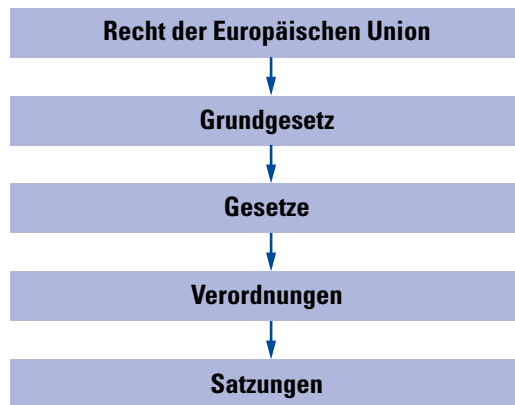 Recht der Europäischen Union
Grundgesetz
Gesetze
Verordnungen
Satzungen